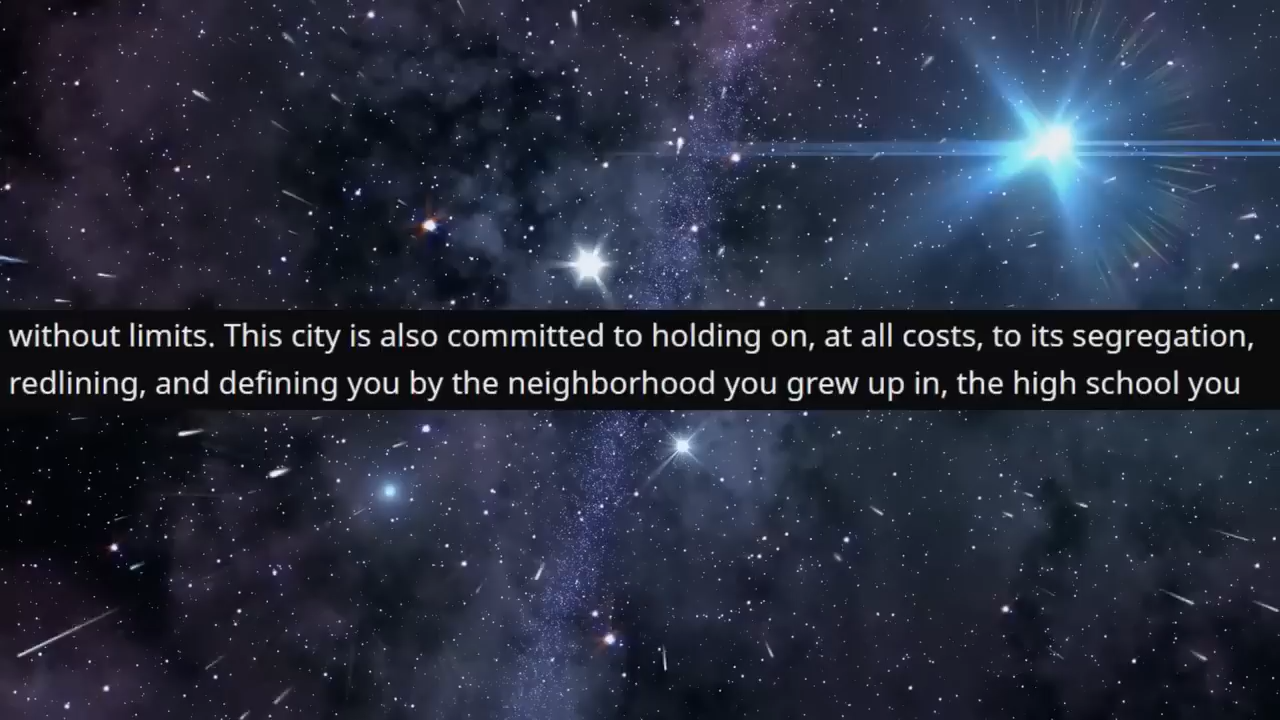 without limits. This city is also committed to holding on, at all costs, to its segregation,
redlining, and defining you by the neighborhood you grew up in, the high school you